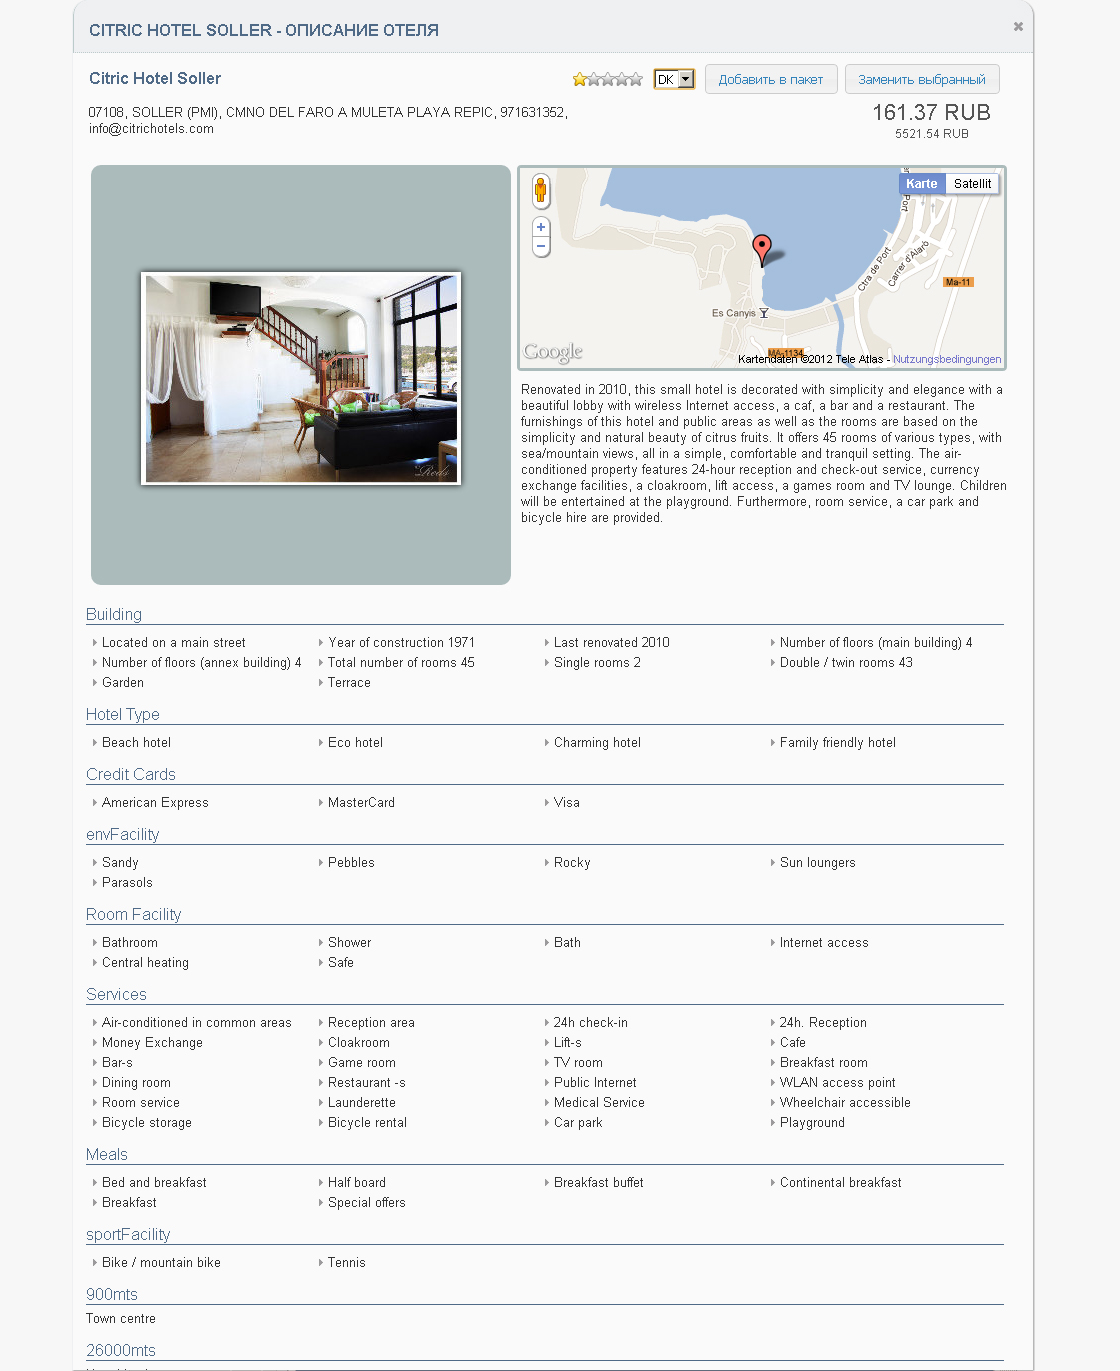 CITRIC HOTEL SOLLER - ОПИСАНИЕ ОТЕЛЯ
Citric Hotel Soller
DK
Добавить в пакет
Заменить выбранный
07108, SOLLER (PMI), CMNO DEL FARO A MULETA PLAYA REPIC, 971631352,
info@citrichotels.com
161.37 RUB
5521.54 RUB
Karte
Satellit
Port
Ctra de Port
Carrer d'Alaró
Ma-11
Es Canyis
MA-1134
Google
Kartendaten ©2012 Tele Atlas - Nutzungsbedingungen
Reds
Renovated in 2010, this small hotel is decorated with simplicity and elegance with a
beautiful lobby with wireless Internet access, a caf, a bar and a restaurant. The
furnishings of this hotel and public areas as well as the rooms are based on the
simplicity and natural beauty of citrus fruits. It offers 45 rooms of various types, with
sea/mountain views, all in a simple, comfortable and tranquil setting. The air-
conditioned property features 24-hour reception and check-out service, currency
exchange facilities, a cloakroom, lift access, a games room and TV lounge. Children
will be entertained at the playground. Furthermore, room service, a car park and
bicycle hire are provided.
Building
Located on a main street
Year of construction 1971
Last renovated 2010
Number of floors (main building) 4
Number of floors (annex building) 4
Total number of rooms 45
Single rooms 2
Double / twin rooms 43
Garden
Terrace
Hotel Type
Beach hotel
Eco hotel
Charming hotel
Family friendly hotel
Credit Cards
American Express
MasterCard
Visa
envFacility
Sandy
Pebbles
Rocky
Sun loungers
Parasols
Room Facility
Bathroom
Shower
Bath
Internet access
Central heating
Safe
Services
Air-conditioned in common areas
Reception area
24h check-in
24h. Reception
Money Exchange
Cloakroom
Lift-s
Cafe
Bar-s
Game room
TV room
Breakfast room
Dining room
Restaurant -s
Public Internet
WLAN access point
Room service
Launderette
Medical Service
Wheelchair accessible
Bicycle storage
Bicycle rental
Car park
Playground
Meals
Bed and breakfast
Half board
Breakfast buffet
Continental breakfast
Breakfast
Special offers
sportFacility
Bike / mountain bike
Tennis
900mts
Town centre
26000mts